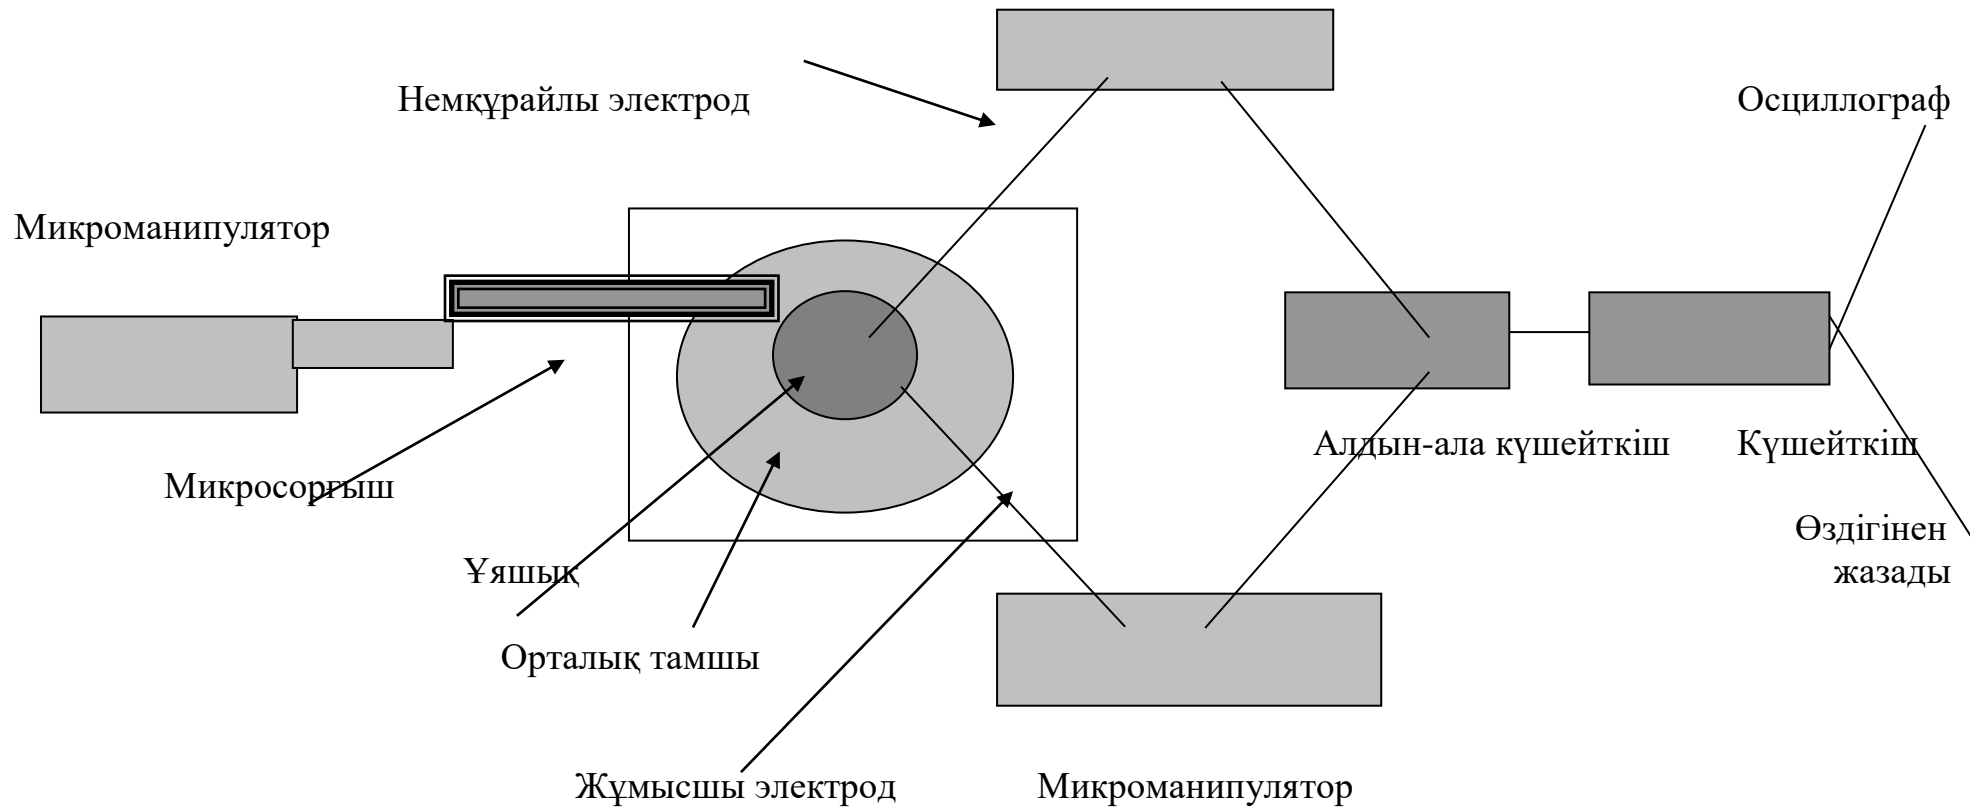 Немқұрайлы электрод
Осциллограф
Микроманипулятор
Алдын-ала күшейткіш
Күшейткіш
Микросорғыш
Өздігінен
жазады
Ұяшық
Орталық тамшы
Жұмысшы электрод
Микроманипулятор